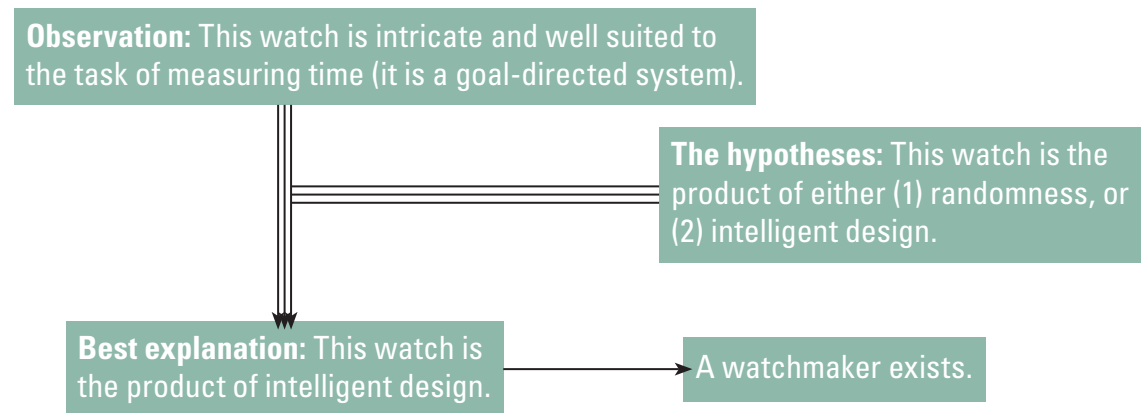 Observation: This watch is intricate and well suited to
the task of measuring time (it is a goal-directed system).
The hypotheses: This watch is the
product of either (1) randomness, or
(2) intelligent design.
Best explanation: This watch is
the product of intelligent design.
A watchmaker exists.